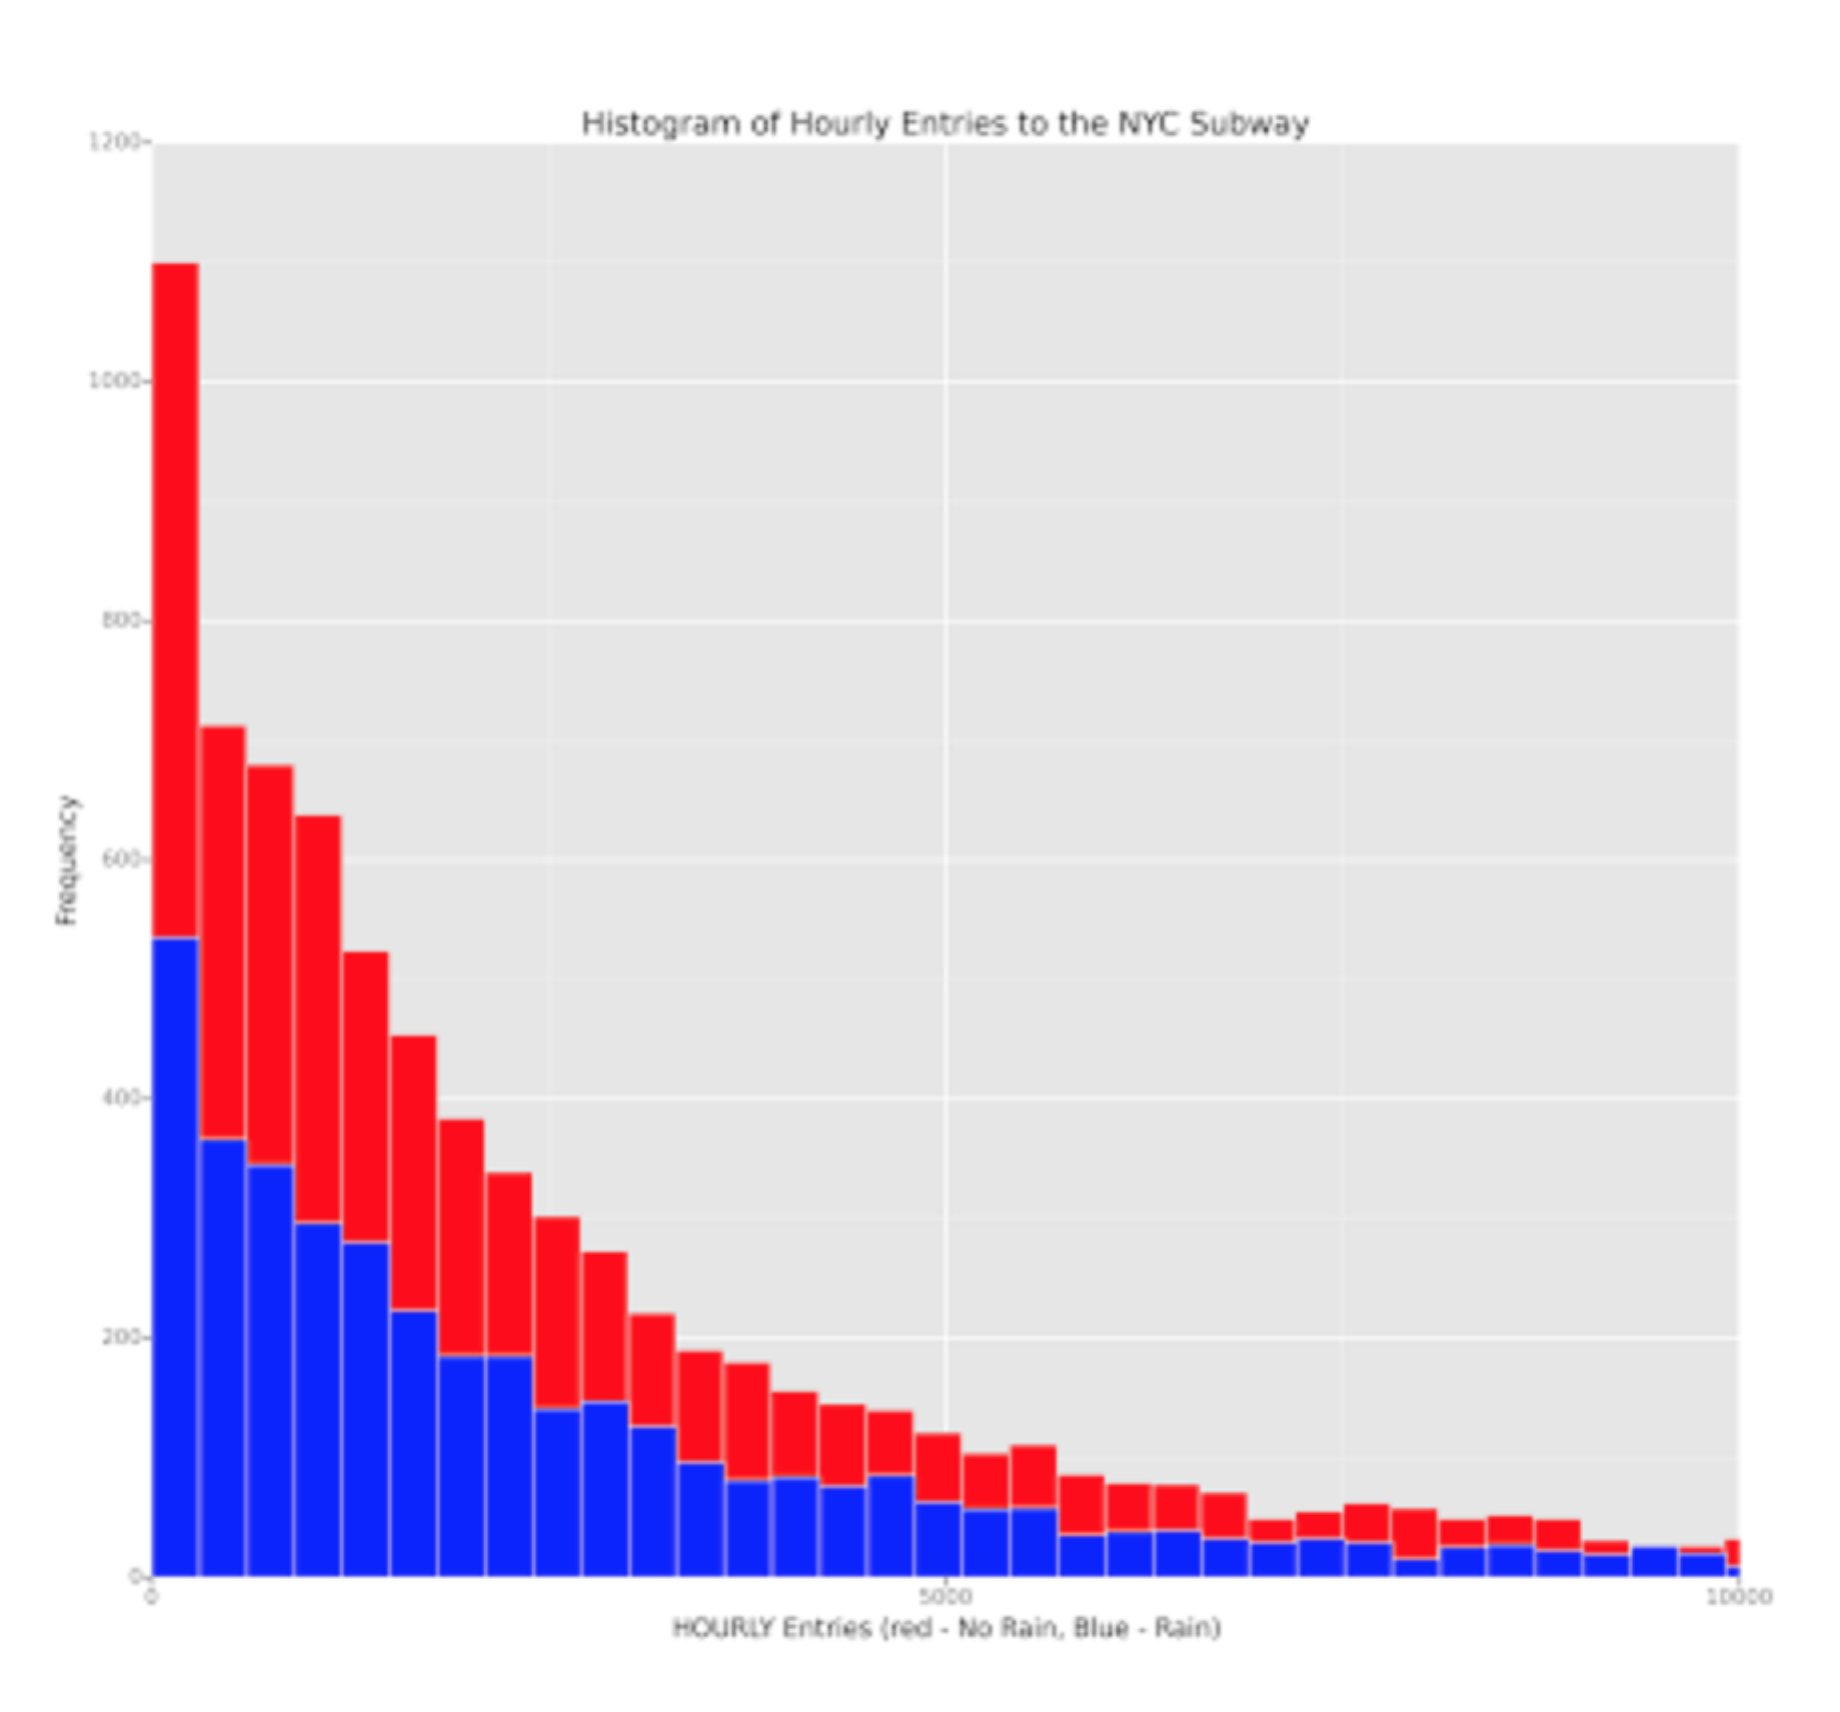 Histogram of Hourly Entries to the NYC Subway
1200
1000
800
600
400
200
0
Frequency
0 5000 10000
HOURLY Entries (red - No Rain, Blue - Rain)